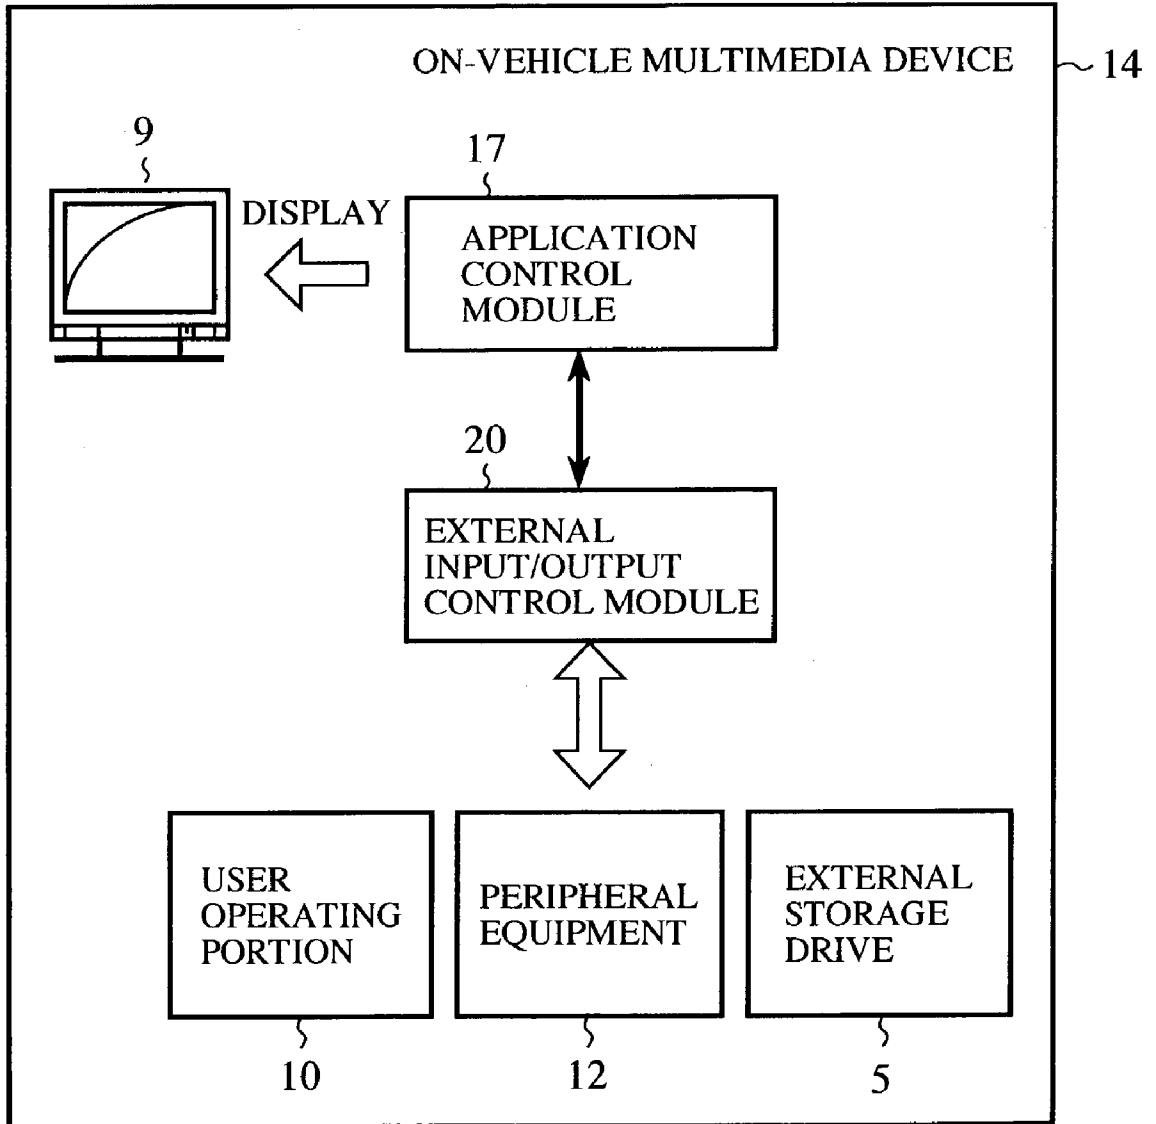 ON-VEHICLE MULTIMEDIA DEVICE
14
9
17
DISPLAY
APPLICATION
CONTROL
MODULE
20
EXTERNAL
INPUT/OUTPUT
CONTROL MODULE
USER
OPERATING
PORTION
PERIPHERAL
EQUIPMENT
EXTERNAL
STORAGE
DRIVE
10
12
5